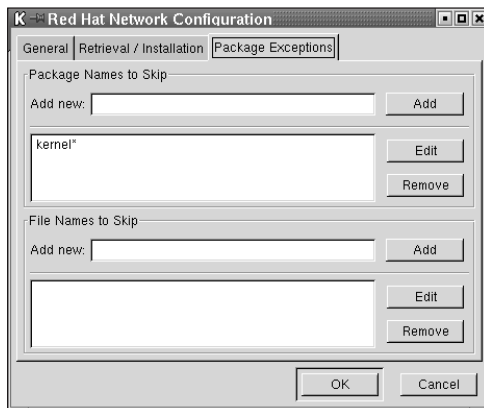 K Red Hat Network Configuration
General Retrieval / Installation Package Exceptions
Package Names to Skip
Add new: Add
kernel*
Edit
Remove
File Names to Skip
Add new: Add
Edit
Remove
OK Cancel